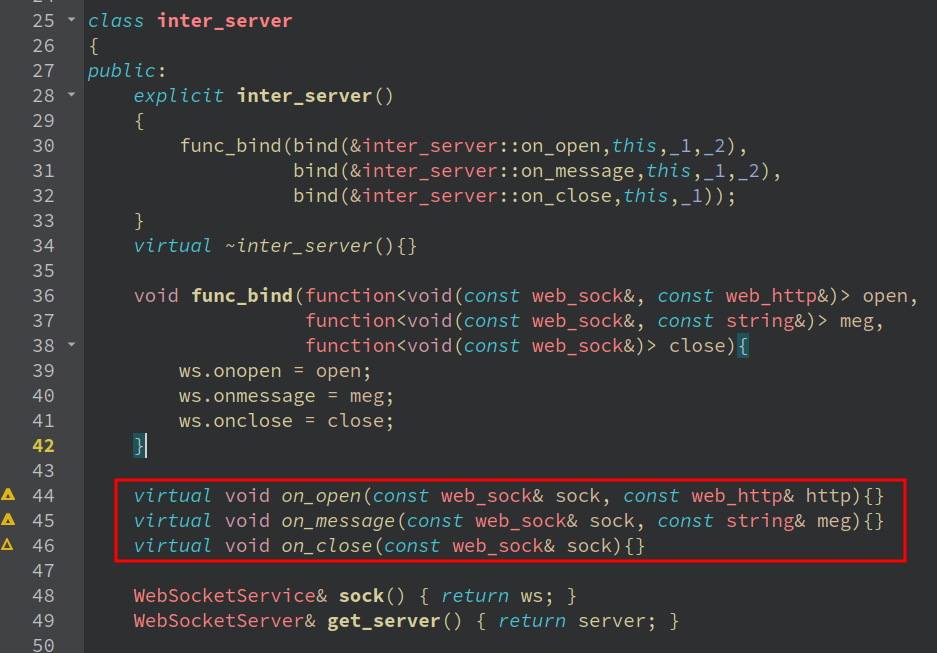 25 class inter_server
26 {
27 public:
28     explicit inter_server()
29     {
30         func_bind(bind(&inter_server::on_open,this,_1,_2),
31                   bind(&inter_server::on_message,this,_1,_2),
32                   bind(&inter_server::on_close,this,_1));
33     }
34     virtual ~inter_server(){}
35
36     void func_bind(function<void(const web_sock&, const web_http&)> open,
37                    function<void(const web_sock&, const string&)> meg,
38                    function<void(const web_sock&)> close){
39         ws.onopen = open;
40         ws.onmessage = meg;
41         ws.onclose = close;
42     }
43
44     virtual void on_open(const web_sock& sock, const web_http& http){}
45     virtual void on_message(const web_sock& sock, const string& meg){}
46     virtual void on_close(const web_sock& sock){}
47
48     WebSocketService& sock() { return ws; }
49     WebSocketServer& get_server() { return server; }
50